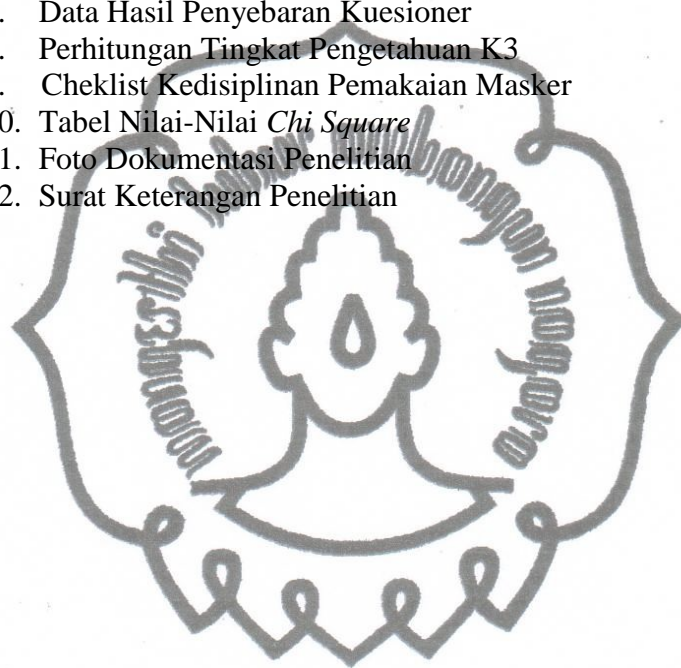 . Data Hasil Penyebaran Kuesioner
. Perhitungan Tingkat Pengetahuan K3
. Cheklist Kedisiplinan Pemakaian Masker
0. Tabel Nilai-Nilai Chi Square
1. Foto Dokumentasi Penelitian
2. Surat Keterangan Penelitian